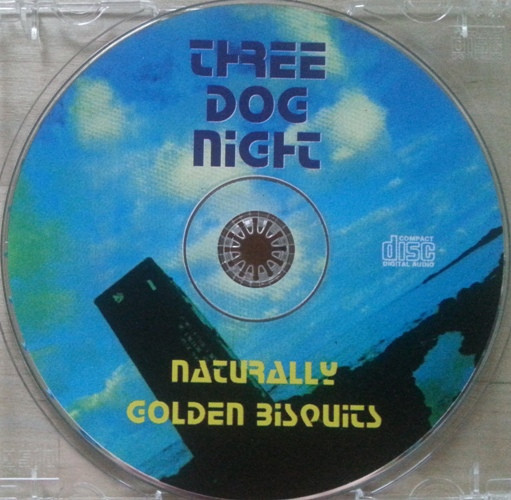 THREE
DOG
NiGHT
COMPACT
disc
DIGITAL AUDIO
NATURALLY
GOLDEN BISQUITS